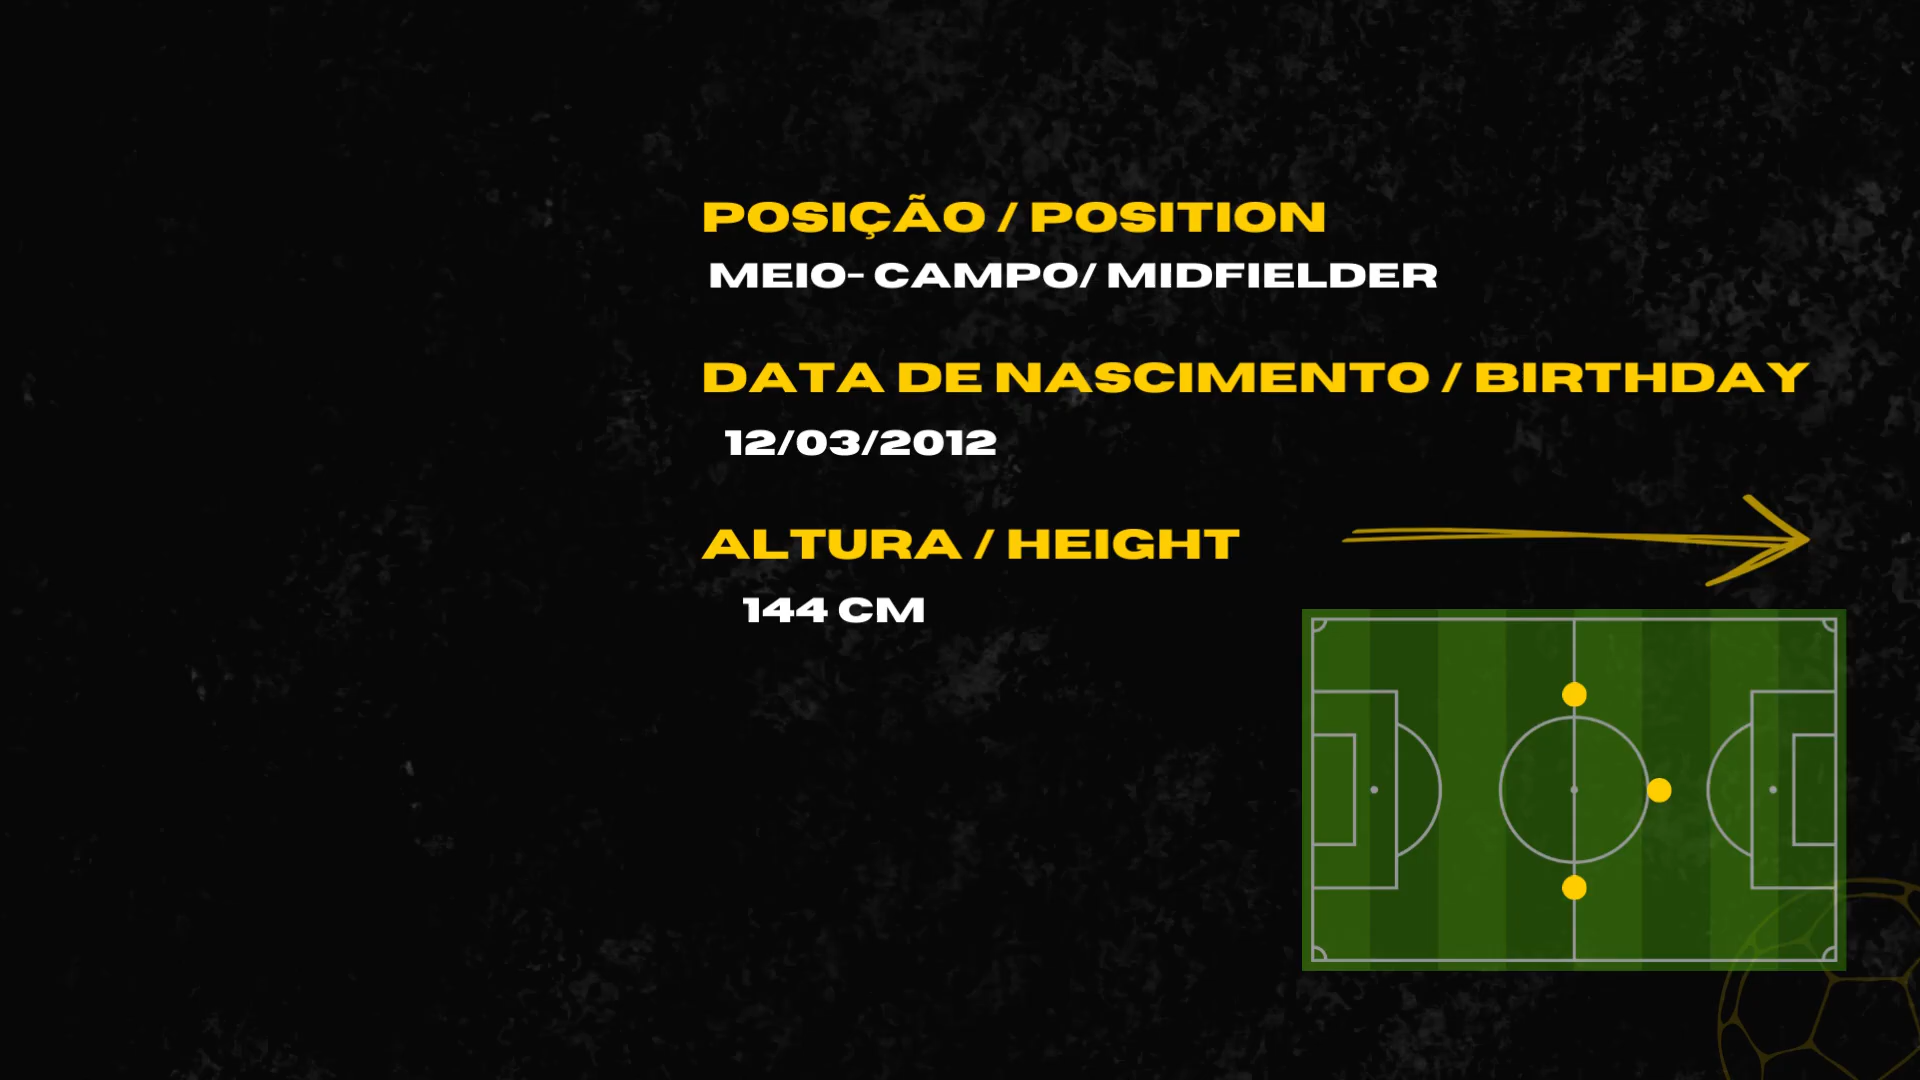 POSIÇÃO / POSITION
MEIO- CAMPO/ MIDFIELDER
DATA DE NASCIMENTO / BIRTHDAY
12/03/2012
ALTURA / HEIGHT
144 CM